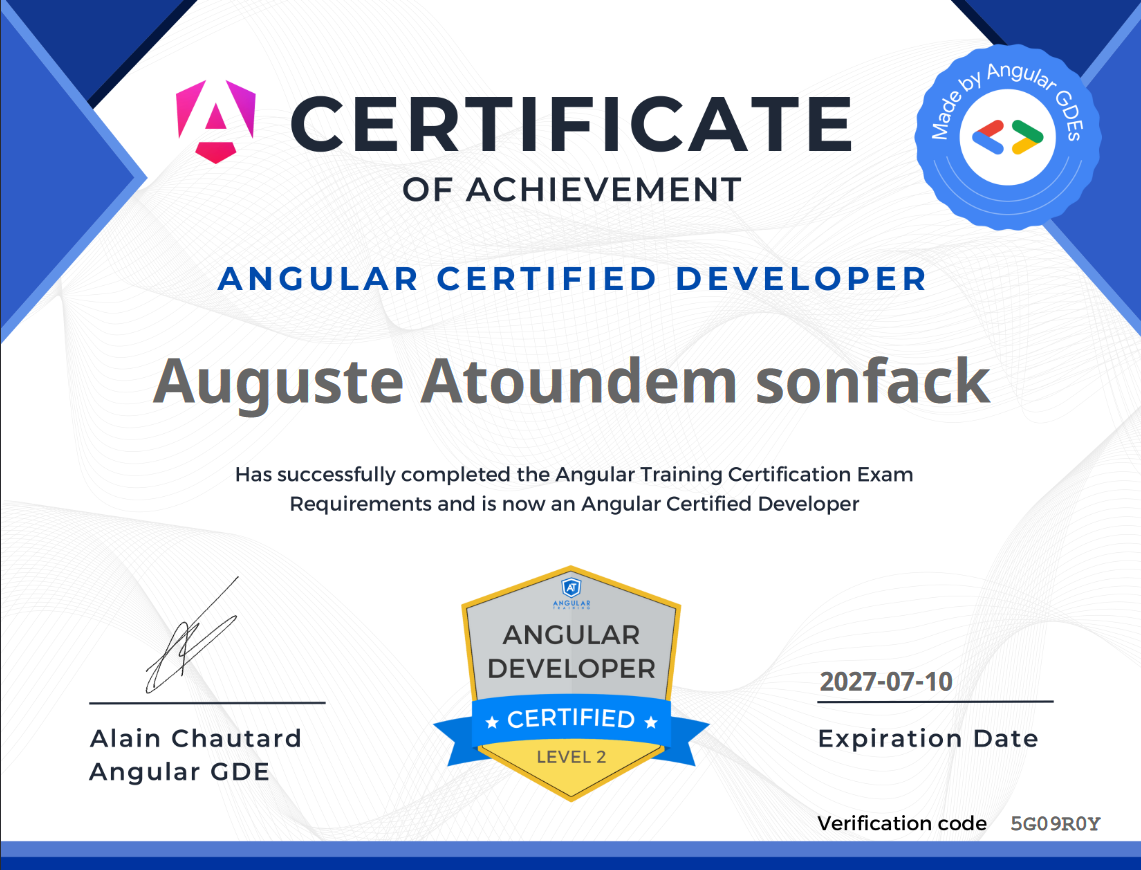 CERTIFICATE
OF ACHIEVEMENT
Made by Angular GDEs
ANGULAR CERTIFIED DEVELOPER
Auguste Atoundem sonfack
Has successfully completed the Angular Training Certification Exam
Requirements and is now an Angular Certified Developer
AT
ANGULAR
TRAINING
ANGULAR
DEVELOPER
CERTIFIED
LEVEL 2
Alain Chautard
Angular GDE
2027-07-10
Expiration Date
Verification code 5G09R0Y